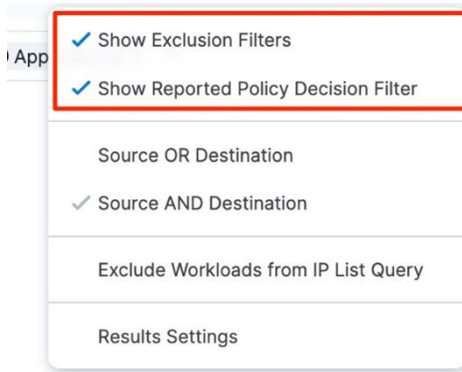 Show Exclusion Filters
App
Show Reported Policy Decision Filter
Source OR Destination
Source AND Destination
Exclude Workloads from IP List Query
Results Settings